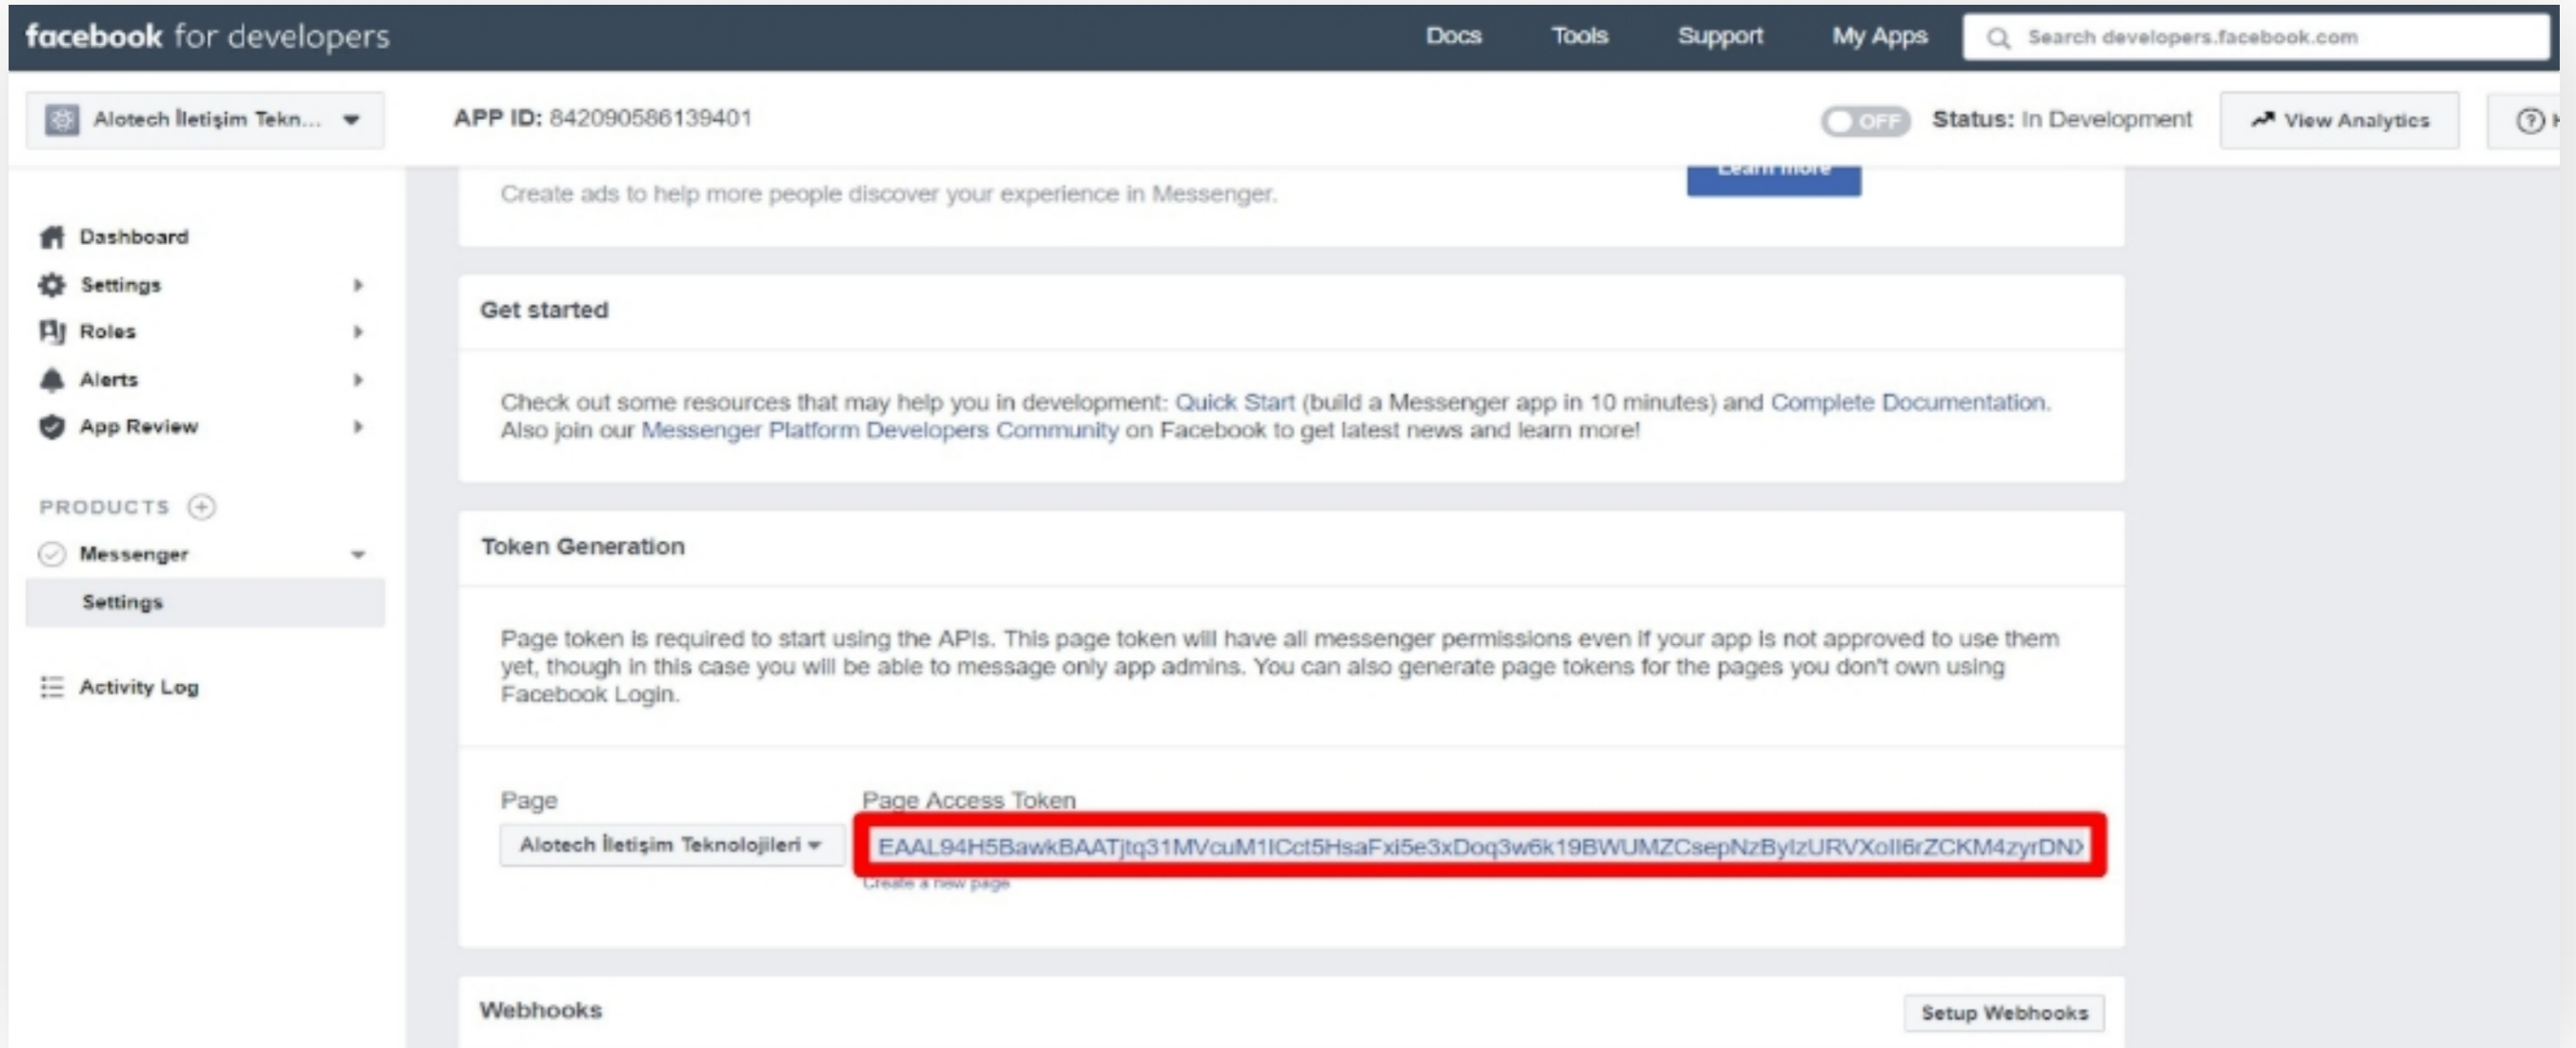 facebook for developers
Docs
Tools
Support
My Apps
Search developers.facebook.com
Alotech İletişim Tekn...
APP ID: 842090586139401
OFF
Status: In Development
View Analytics
Create ads to help more people discover your experience in Messenger.
Learn more
Dashboard
Settings
Roles
Alerts
App Review
PRODUCTS
Messenger
Settings
Activity Log
Get started
Check out some resources that may help you in development: Quick Start (build a Messenger app in 10 minutes) and Complete Documentation.
Also join our Messenger Platform Developers Community on Facebook to get latest news and learn more!
Token Generation
Page token is required to start using the APIs. This page token will have all messenger permissions even if your app is not approved to use them
yet, though in this case you will be able to message only app admins. You can also generate page tokens for the pages you don't own using
Facebook Login.
Page
Page Access Token
Alotech İletişim Teknolojileri
Create a new page
Webhooks
Setup Webhooks